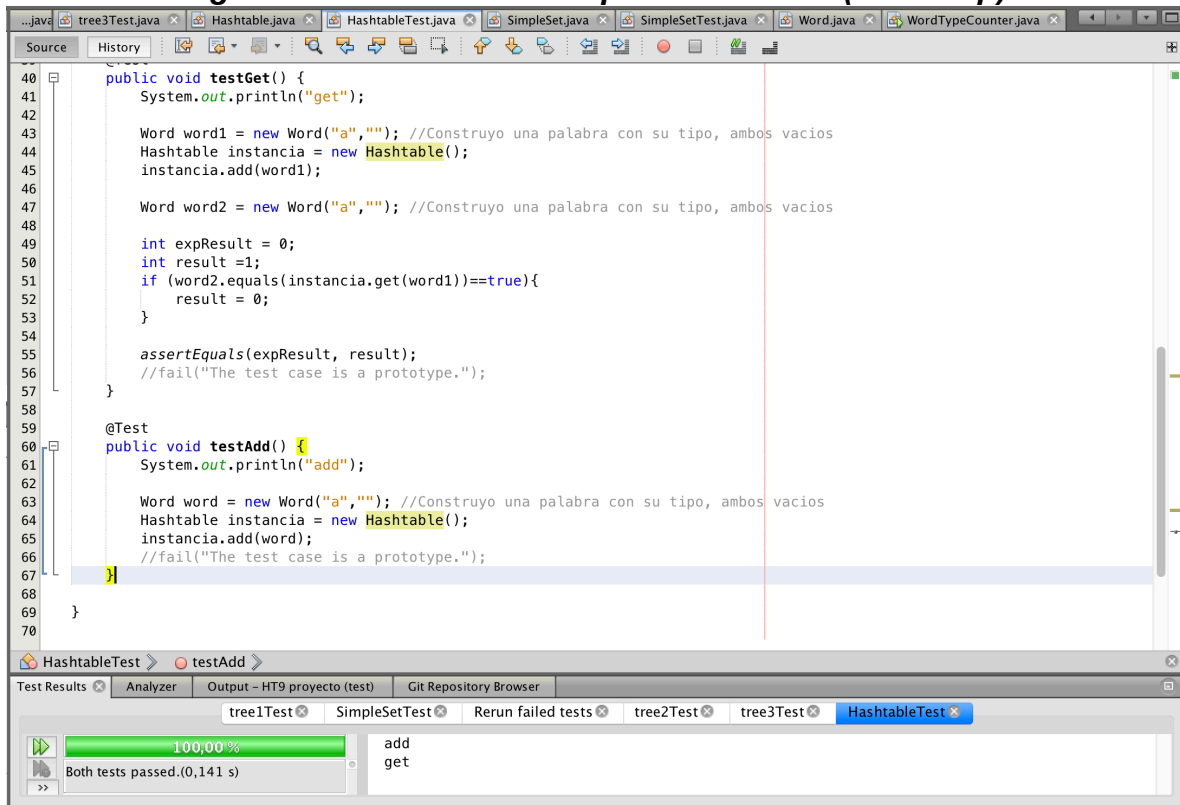 ...java tree3Test.java Hashtable.java HashtableTest.java SimpleSet.java SimpleSetTest.java Word.java WordTypeCounter.java
Source History
@Test
40 public void testGet() {
41 System.out.println("get");
42
43 Word word1 = new Word("a",""); //Construyo una palabra con su tipo, ambos vacios
44 Hashtable instancia = new Hashtable();
45 instancia.add(word1);
46
47 Word word2 = new Word("a",""); //Construyo una palabra con su tipo, ambos vacios
48
49 int expResult = 0;
50 int result =1;
51 if (word2.equals(instancia.get(word1))==true){
52 result = 0;
53 }
54
55 assertEquals(expResult, result);
56 //fail("The test case is a prototype.");
57 }
58
59 @Test
60 public void testAdd() {
61 System.out.println("add");
62
63 Word word = new Word("a",""); //Construyo una palabra con su tipo, ambos vacios
64 Hashtable instancia = new Hashtable();
65 instancia.add(word);
66 //fail("The test case is a prototype.");
67 }
68
69 }
70
HashtableTest testAdd
Test Results Analyzer Output – HT9 proyecto (test) Git Repository Browser
tree1Test SimpleSetTest Rerun failed tests tree2Test tree3Test HashtableTest
100,00 %
Both tests passed.(0,141 s)
>>
add
get